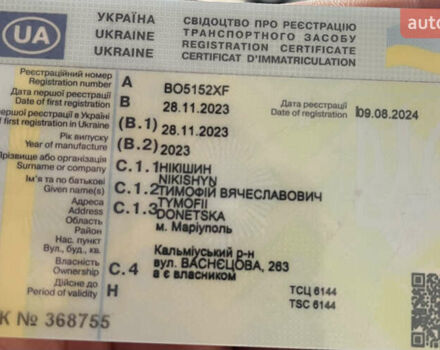 УКРАЇНА
UKRAINE
UKRAINE
UA
СВІДОЦТВО ПРО РЕЄСТРАЦІЮ
ТРАНСПОРТНОГО ЗАСОБУ
REGISTRATION CERTIFICATE
CERTIFICAT D'IMMATRICULATION
auto
Реєстраційний номер
Registration number A BO5152XF
Дата першої реєстрації
Date of first registration B 28.11.2023
Дата реєстрації
Date of registration 09.08.2024
першої реєстрації в Україні
of first registration in Ukraine (B.1) 28.11.2023
Рік випуску
Year of manufacture (B.2) 2023
Прізвище або організація
Surname or company C.1.1 НІКІШИН
NIKISHYN
Ім'я та по батькові
Given name(s) C.1.2 ТИМОФІЙ ВЯЧЕСЛАВОВИЧ
TYMOFII
Адреса
Address C.1.3 DONETSKA
Область
м. Маріуполь
Район
Нас. пункт
Кальміуський р-н
Вул., буд., кв.
вул. ВАСНЄЦОВА, 263
Власність
Ownership C.4 а є власником
Дійсне до
Period of validity H
ТСЦ 6144
TSC 6144
К № 368755